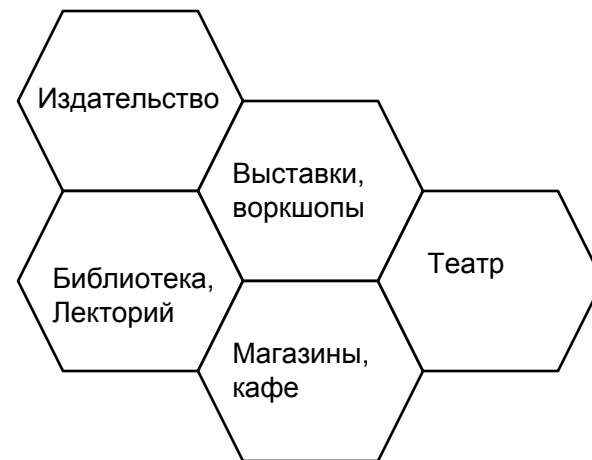 Издательство
Выставки,
воркшопы
Библиотека,
Лекторий
Театр
Магазины,
кафе